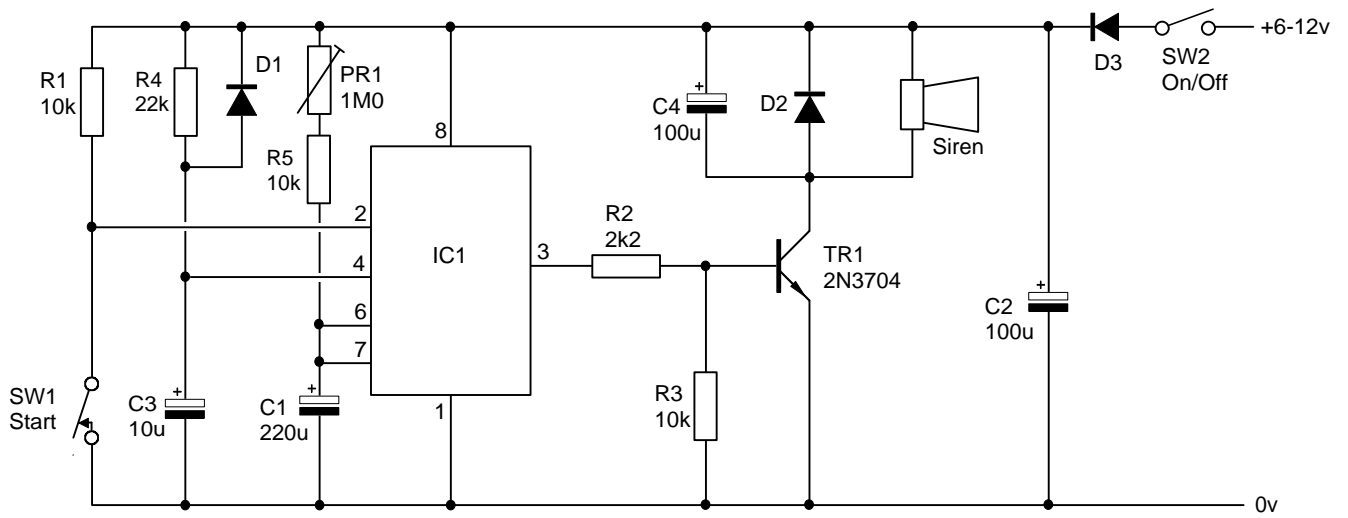 +6-12v
D3
SW2
On/Off
R1
10k
R4
22k
D1
PR1
1M0
C4
100u
+
D2
Siren
8
R5
10k
2
IC1
3
R2
2k2
TR1
2N3704
4
6
7
C2
100u
+
SW1
Start
C3
10u
+
C1
220u
+
1
R3
10k
0v